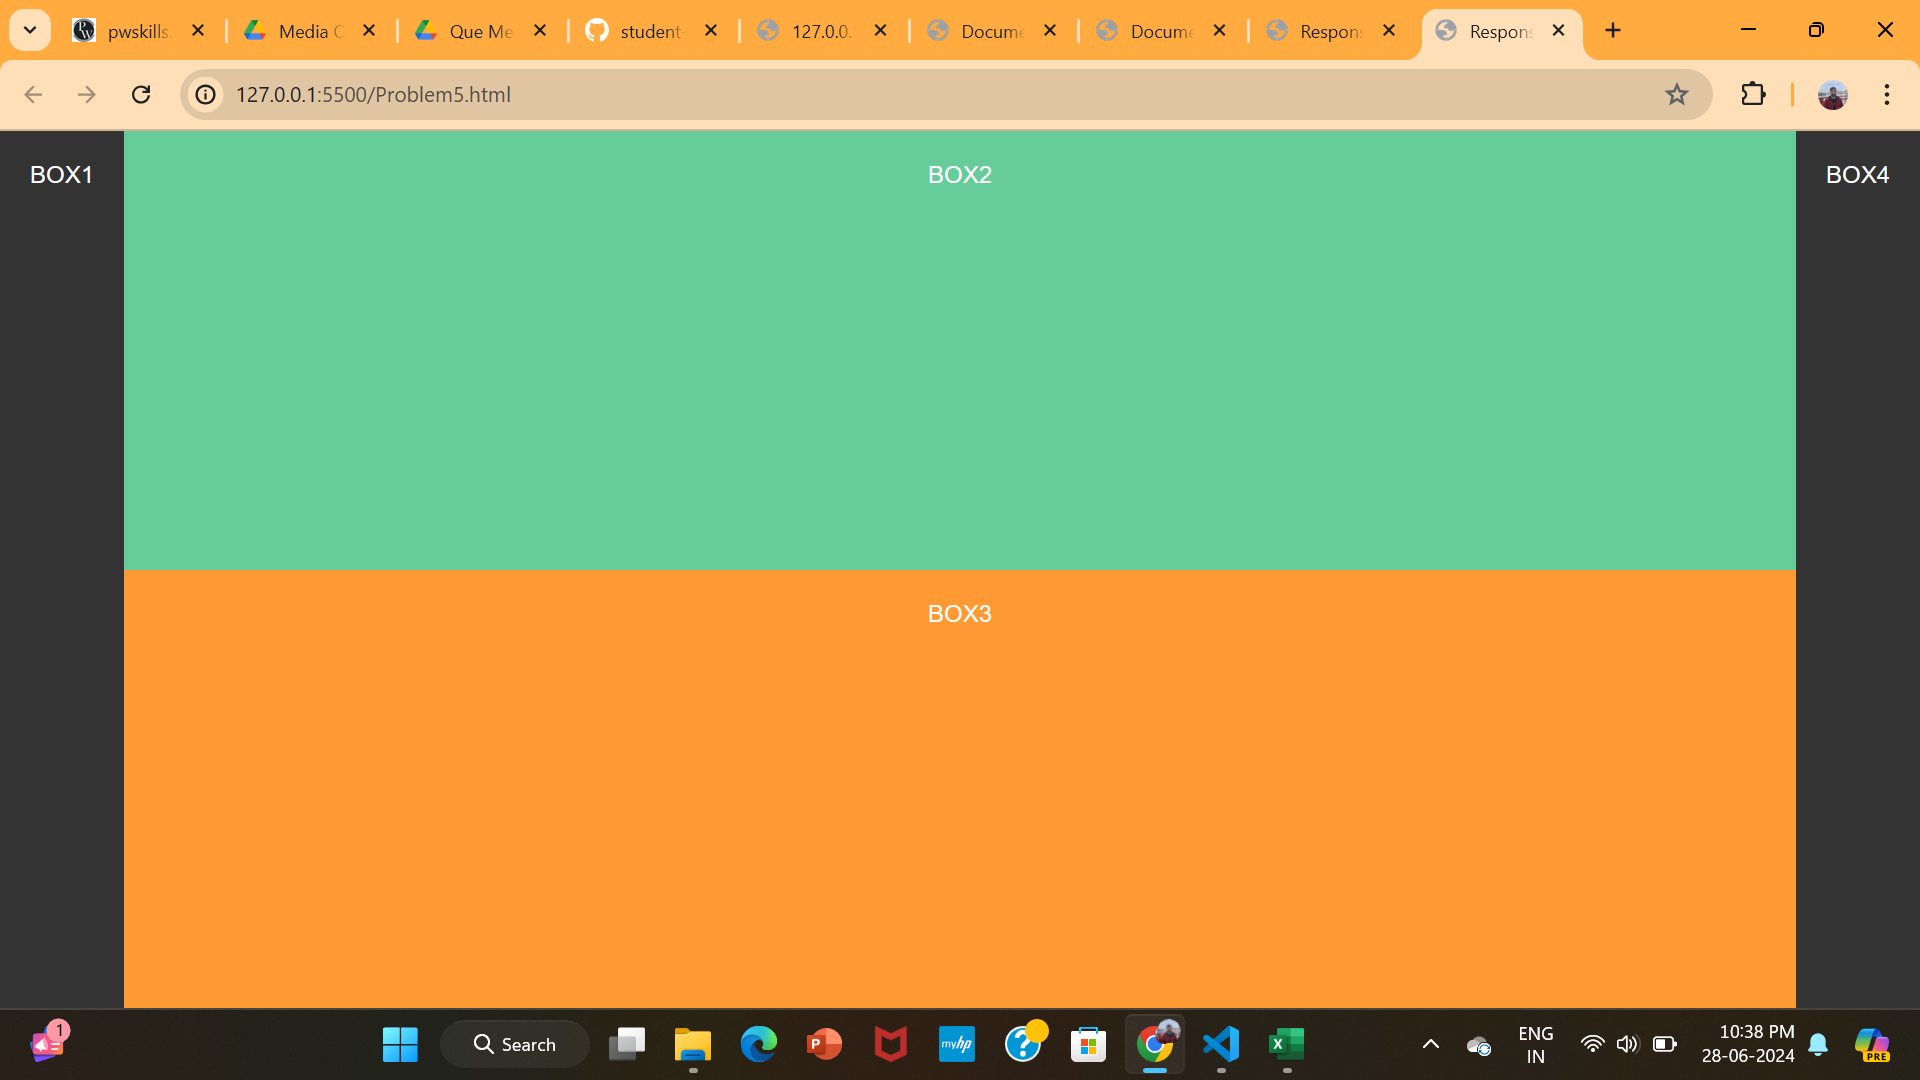 pwskills.
Media C
Que Me
student-
127.0.0.
Docume
Docume
Respons
Respons
127.0.0.1:5500/Problem5.html
BOX1
BOX2
BOX4
BOX3
1
Search
P
myhp
?
X
ENG
IN
10:38 PM
28-06-2024
PRE